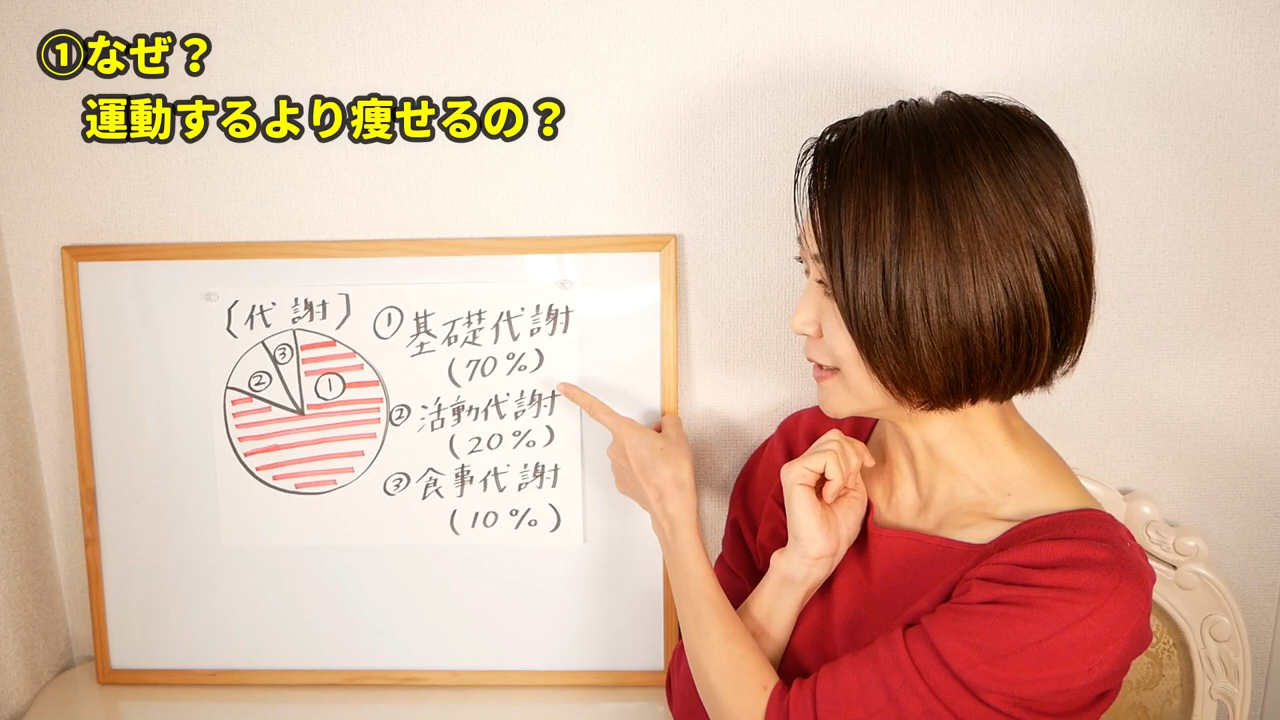 ①なぜ？
運動するより痩せるの？
〔代謝〕
①基礎代謝
(70%)
②活動代謝
(20%)
③食事代謝
(10%)
①
②
③